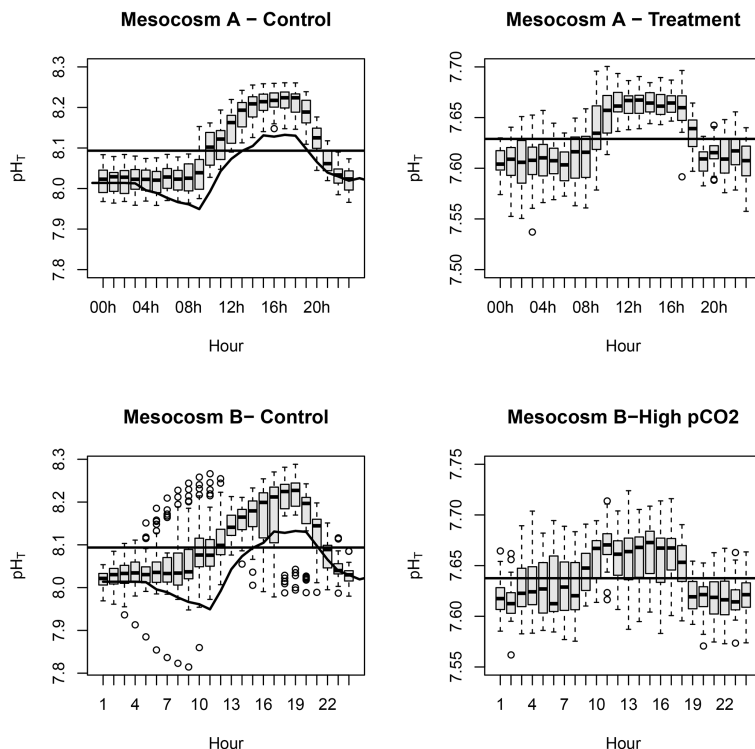 Mesocosm A − Control
pHT
8.3
8.2
8.1
8.0
7.9
7.8
00h 04h 08h 12h 16h 20h
Hour
Mesocosm A − Treatment
pHT
7.70
7.65
7.60
7.55
7.50
00h 04h 08h 12h 16h 20h
Hour
Mesocosm B− Control
pHT
8.3
8.2
8.1
8.0
7.9
7.8
1 4 7 10 13 16 19 22
Hour
Mesocosm B−High pCO2
pHT
7.75
7.70
7.65
7.60
7.55
1 4 7 10 13 16 19 22
Hour